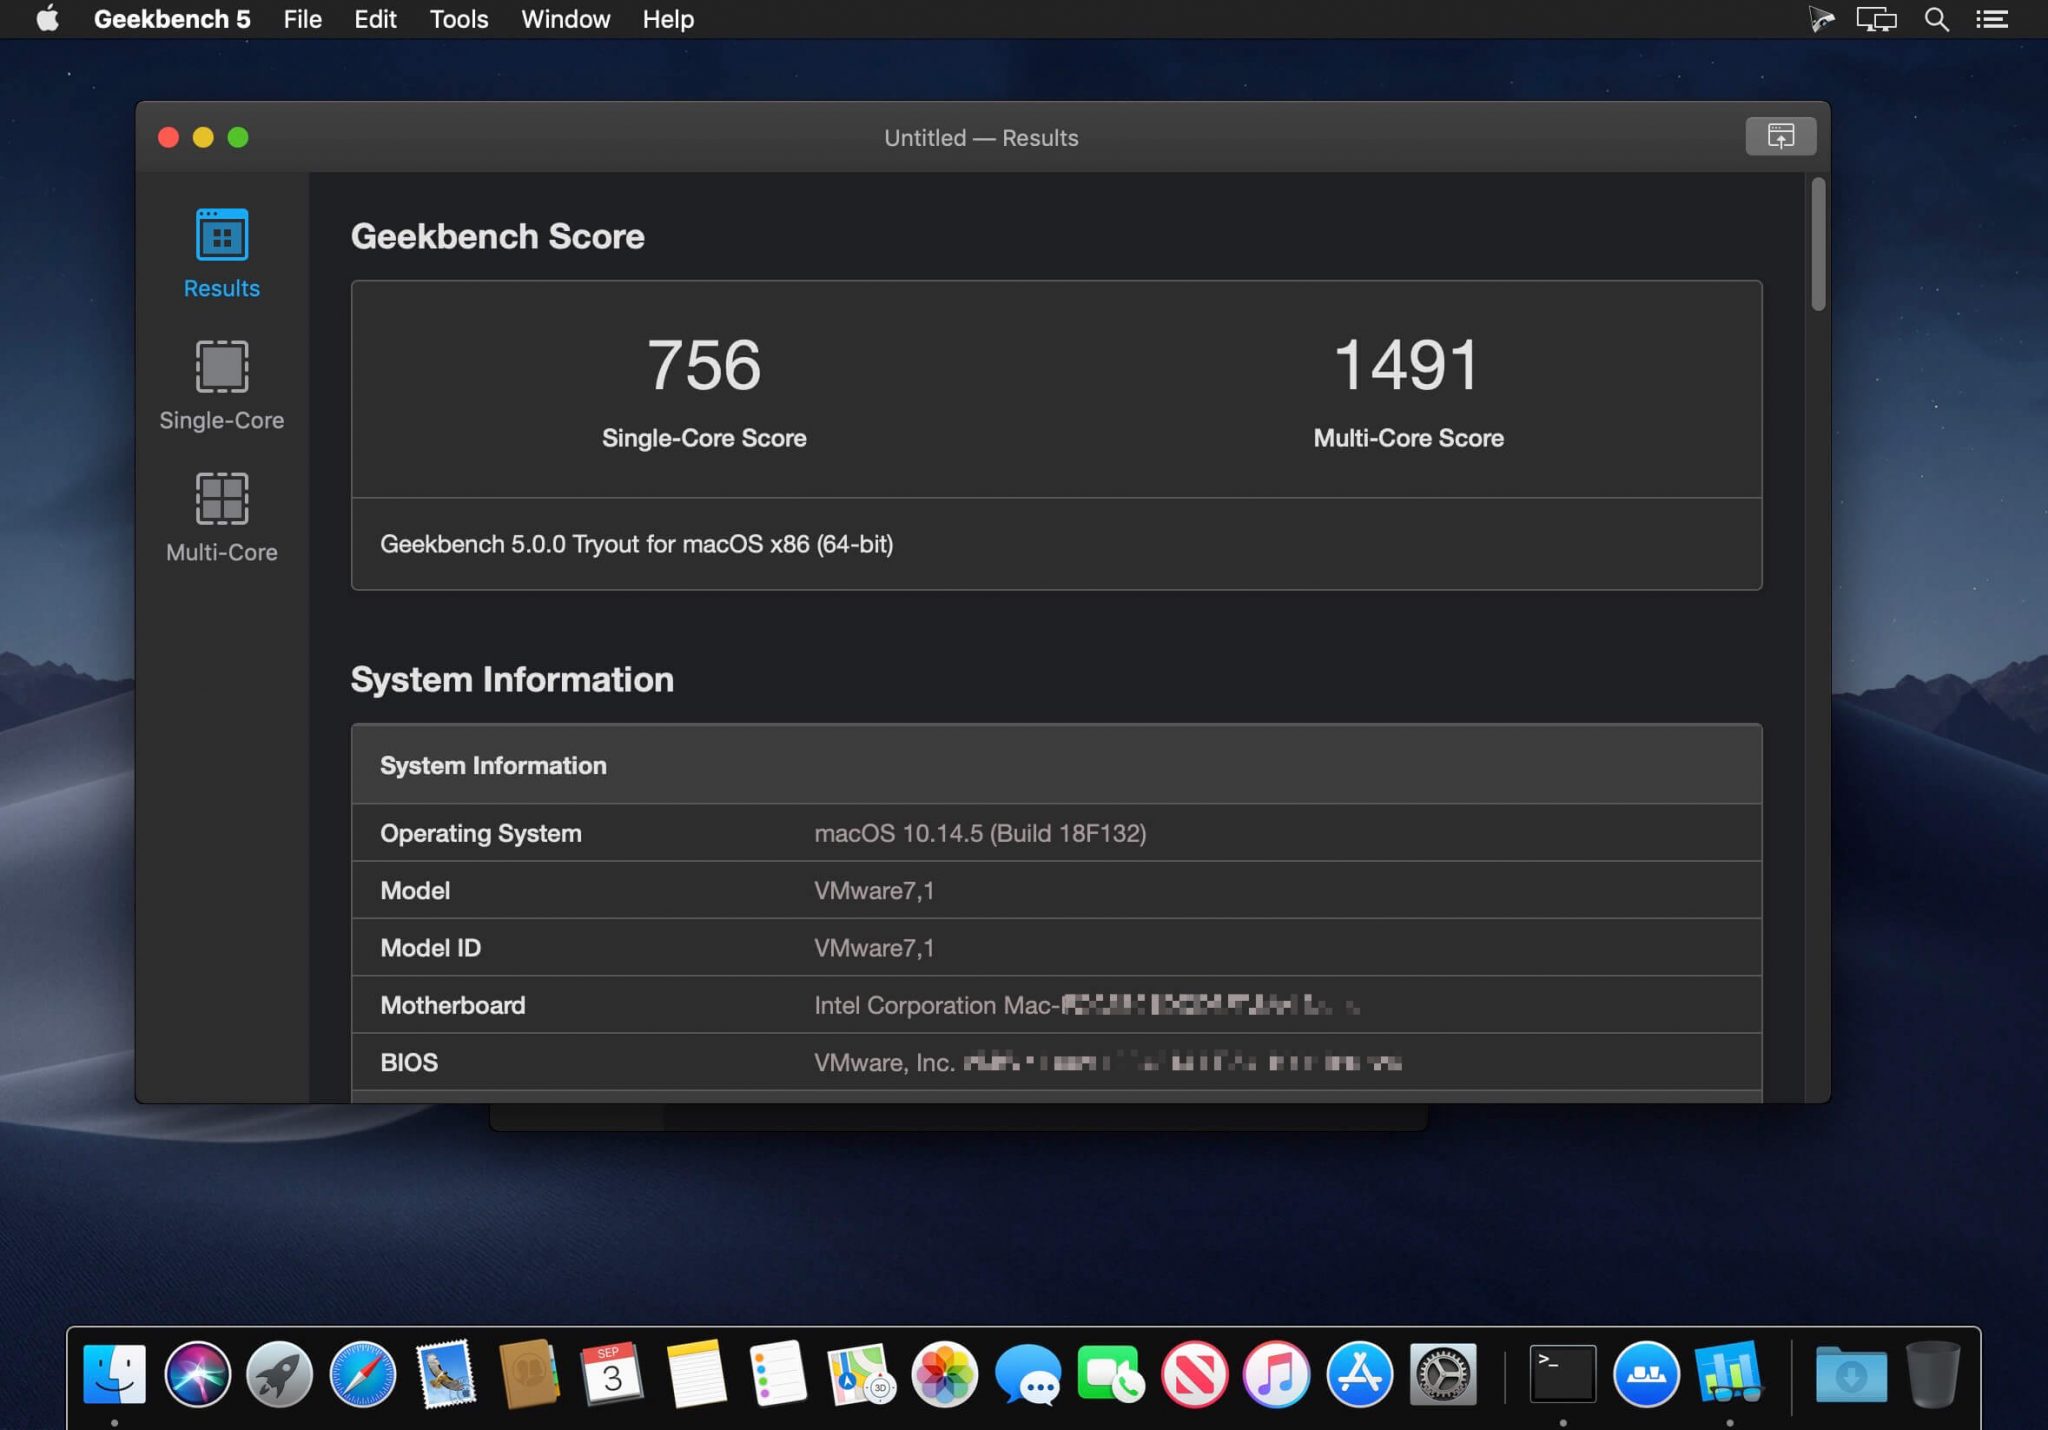 Geekbench 5 File Edit Tools Window Help
Untitled — Results
Results
Single-Core
Multi-Core
Geekbench Score
756 1491
Single-Core Score Multi-Core Score
Geekbench 5.0.0 Tryout for macOS x86 (64-bit)
System Information
System Information
Operating System macOS 10.14.5 (Build 18F132)
Model VMware7,1
Model ID VMware7,1
Motherboard Intel Corporation Mac-
BIOS VMware, Inc.
SEP
3
3D
>_